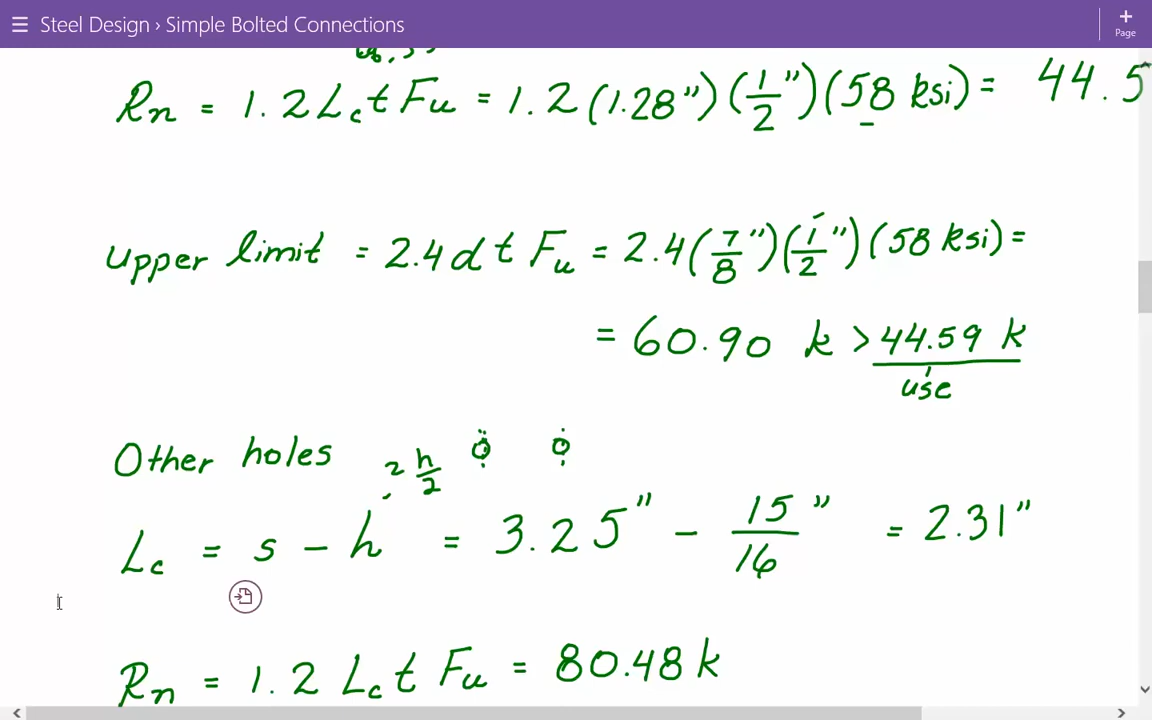 Steel Design › Simple Bolted Connections
Page
Rn = 1.2 Lc t Fu = 1.2 (1.28") (1/2") (58 ksi) = 44.5
upper limit = 2.4 d t Fu = 2.4 (7/8") (1/2") (58 ksi) =
= 60.90 k > 44.59 k
use
Other holes 2 h/2
Lc = s - h = 3.25" - 15/16" = 2.31"
Rn = 1.2 Lc t Fu = 80.48 k